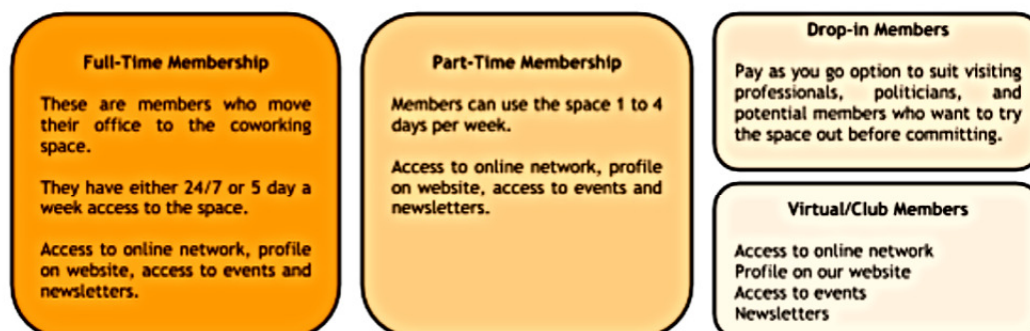 Full-Time Membership
These are members who move
their office to the coworking
space.
They have either 24/7 or 5 day a
week access to the space.
Access to online network, profile
on website, access to events and
newsletters.
Part-Time Membership
Members can use the space 1 to 4
days per week.
Access to online network, profile
on website, access to events and
newsletters.
Drop-in Members
Pay as you go option to suit visiting
professionals, politicians, and
potential members who want to try
the space out before committing.
Virtual/Club Members
Access to online network
Profile on our website
Access to events
Newsletters